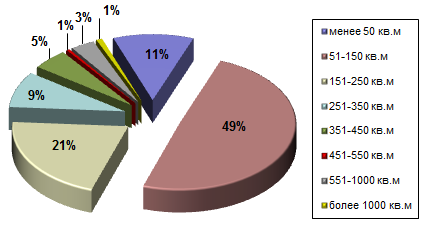 1%
3%
1%
5%
11%
9%
49%
21%
менее 50 кв.м
51-150 кв.м
151-250 кв.м
251-350 кв.м
351-450 кв.м
451-550 кв.м
551-1000 кв.м
более 1000 кв.м